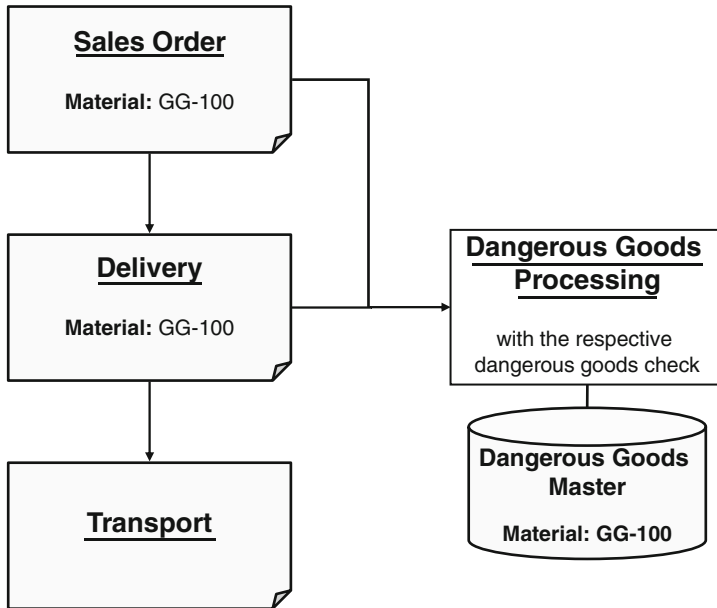 Sales Order
Material: GG-100
Delivery
Material: GG-100
Transport
Dangerous Goods
Processing
with the respective
dangerous goods check
Dangerous Goods
Master
Material: GG-100